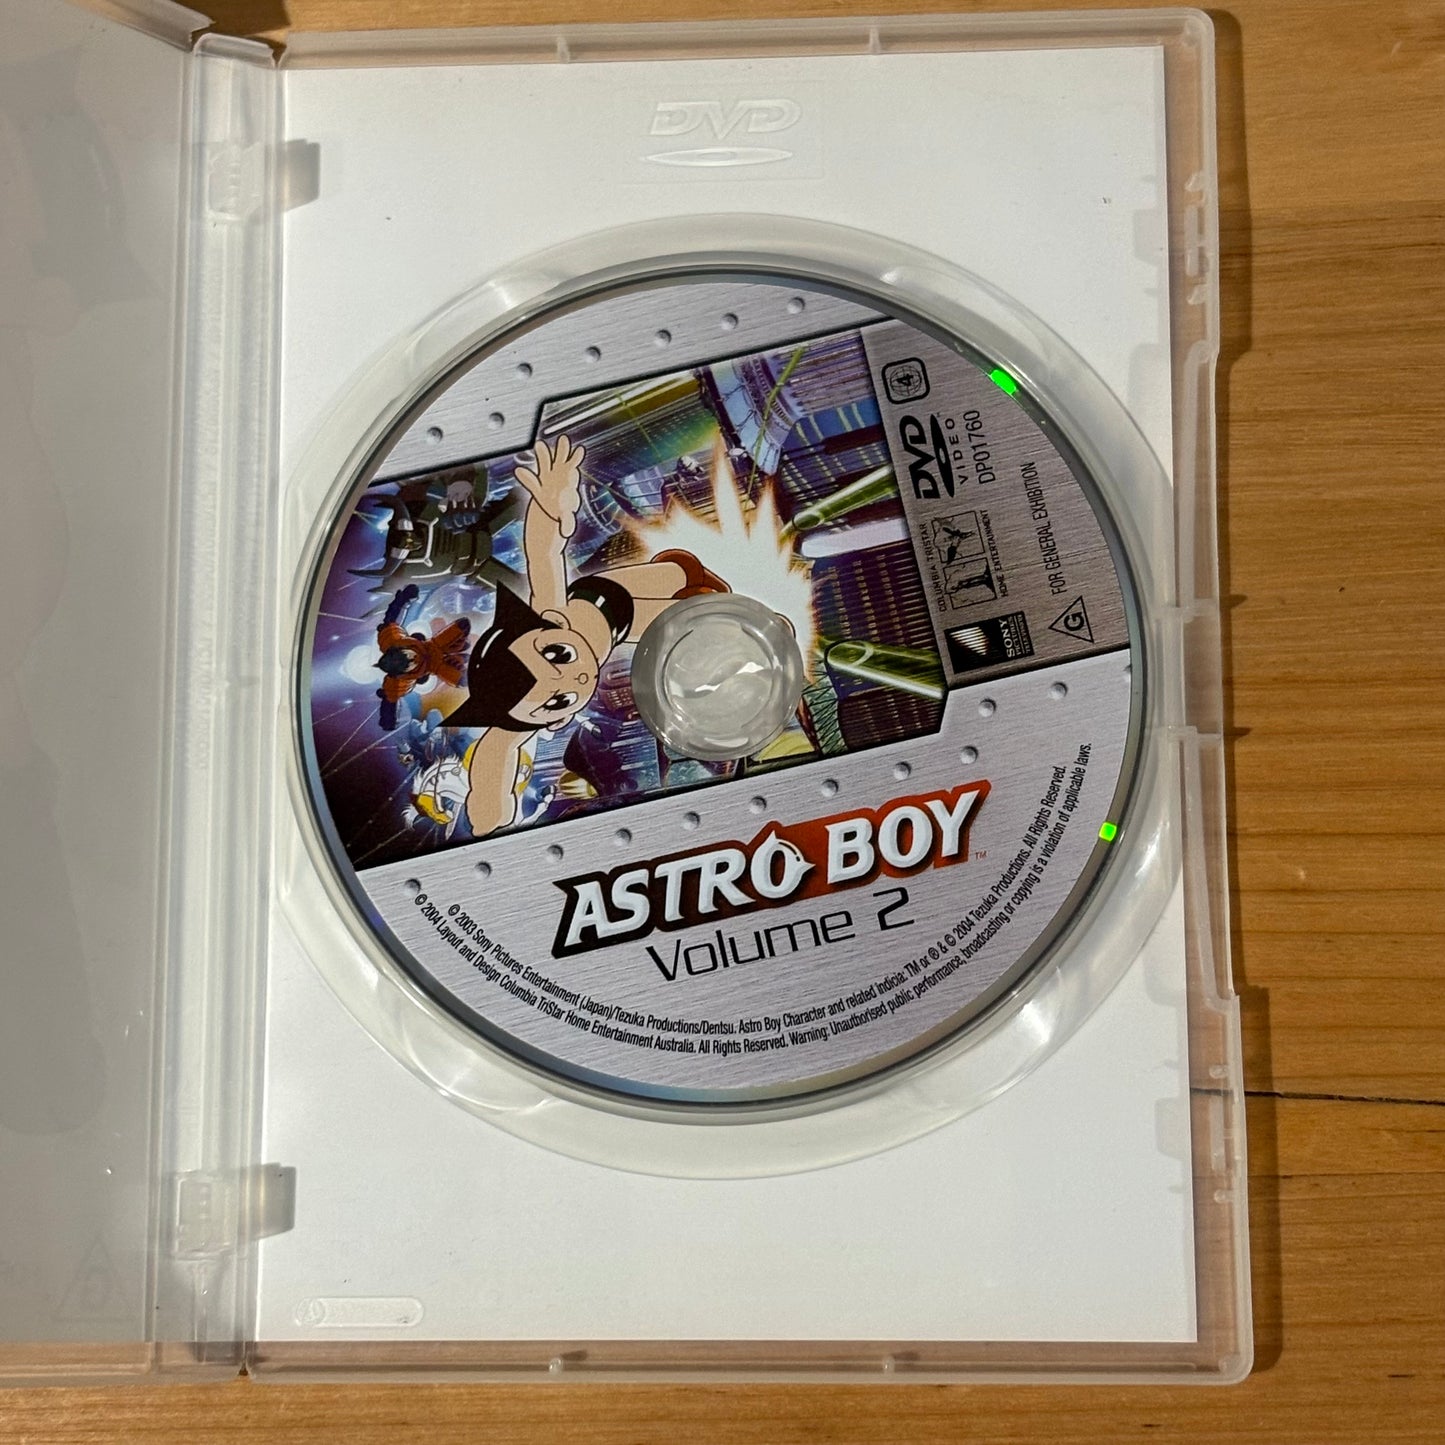 DVD
4
DVD
VIDEO
DP01760
COLUMBIA TRISTAR
HOME ENTERTAINMENT
SONY
PICTURES
TELEVISION
FOR GENERAL EXHIBITION
G
ASTRO BOY™
Volume 2
© 2003 Sony Pictures Entertainment (Japan)/Tezuka Productions/Dentsu. Astro Boy Character and related indicia: TM or ® & © 2004 Tezuka Productions. All Rights Reserved.
© 2004 Layout and Design Columbia TriStar Home Entertainment Australia. All Rights Reserved. Warning: Unauthorised public performance, broadcasting or copying is a violation of applicable laws.